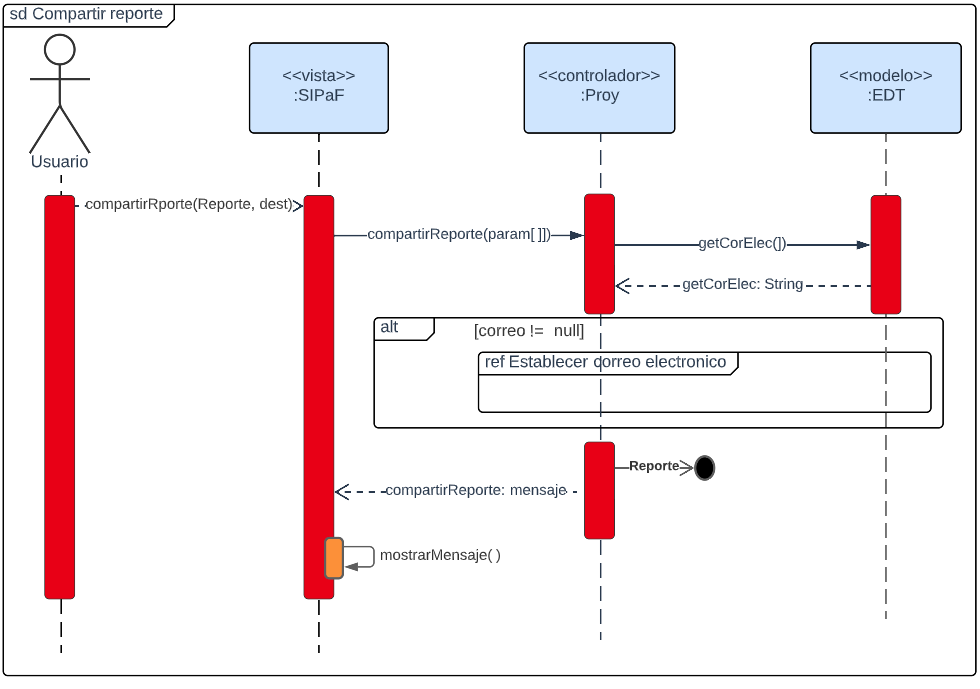 sd Compartir reporte
<<vista>>
:SIPaF
<<controlador>>
:Proy
<<modelo>>
:EDT
Usuario
compartirRporte(Reporte, dest)
compartirReporte(param[ ]])
getCorElec(])
getCorElec: String
alt
[correo != null]
ref Establecer correo electronico
Reporte
compartirReporte: mensaje
mostrarMensaje( )